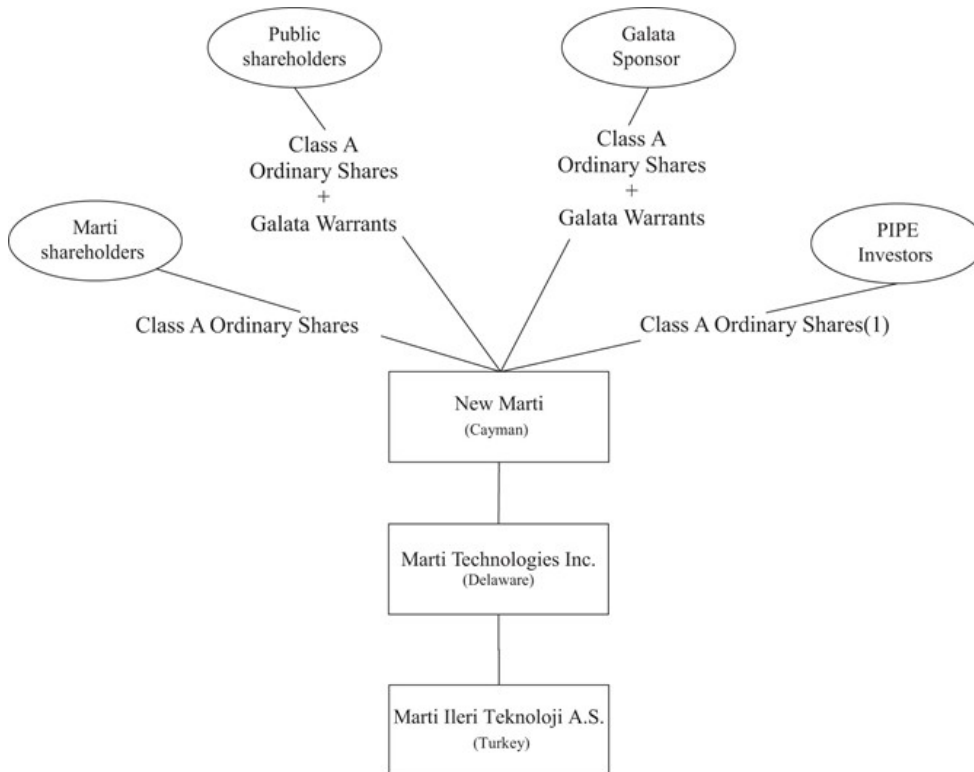 Public
shareholders
Galata
Sponsor
Class A
Ordinary Shares
+
Galata Warrants
Class A
Ordinary Shares
+
Galata Warrants
Marti
shareholders
PIPE
Investors
Class A Ordinary Shares
Class A Ordinary Shares(1)
New Marti
(Cayman)
Marti Technologies Inc.
(Delaware)
Marti Ileri Teknoloji A.S.
(Turkey)